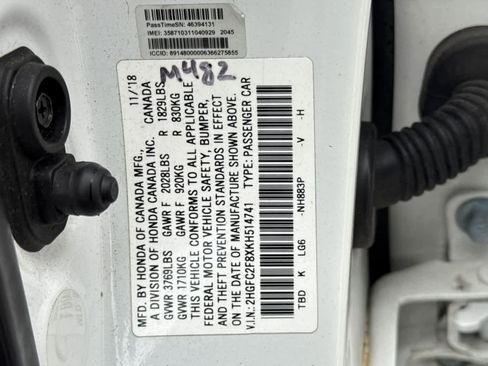 PassTimeSN: 46394131
IMEI: 358710311040929 2045
ICCID: 89148000006366275855
M482
MFD. BY HONDA OF CANADA MFG., 11/18
A DIVISION OF HONDA CANADA INC. CANADA
GVWR 3769LBS GAWR F 2028LBS R 1829LBS
GVWR 1710KG GAWR F 920KG R 830KG
THIS VEHICLE CONFORMS TO ALL APPLICABLE
FEDERAL MOTOR VEHICLE SAFETY, BUMPER,
AND THEFT PREVENTION STANDARDS IN EFFECT
ON THE DATE OF MANUFACTURE SHOWN ABOVE.
V.I.N.: 2HGFC2F8XKH514741 TYPE: PASSENGER CAR
TBD K LG6 -NH883P -V -H